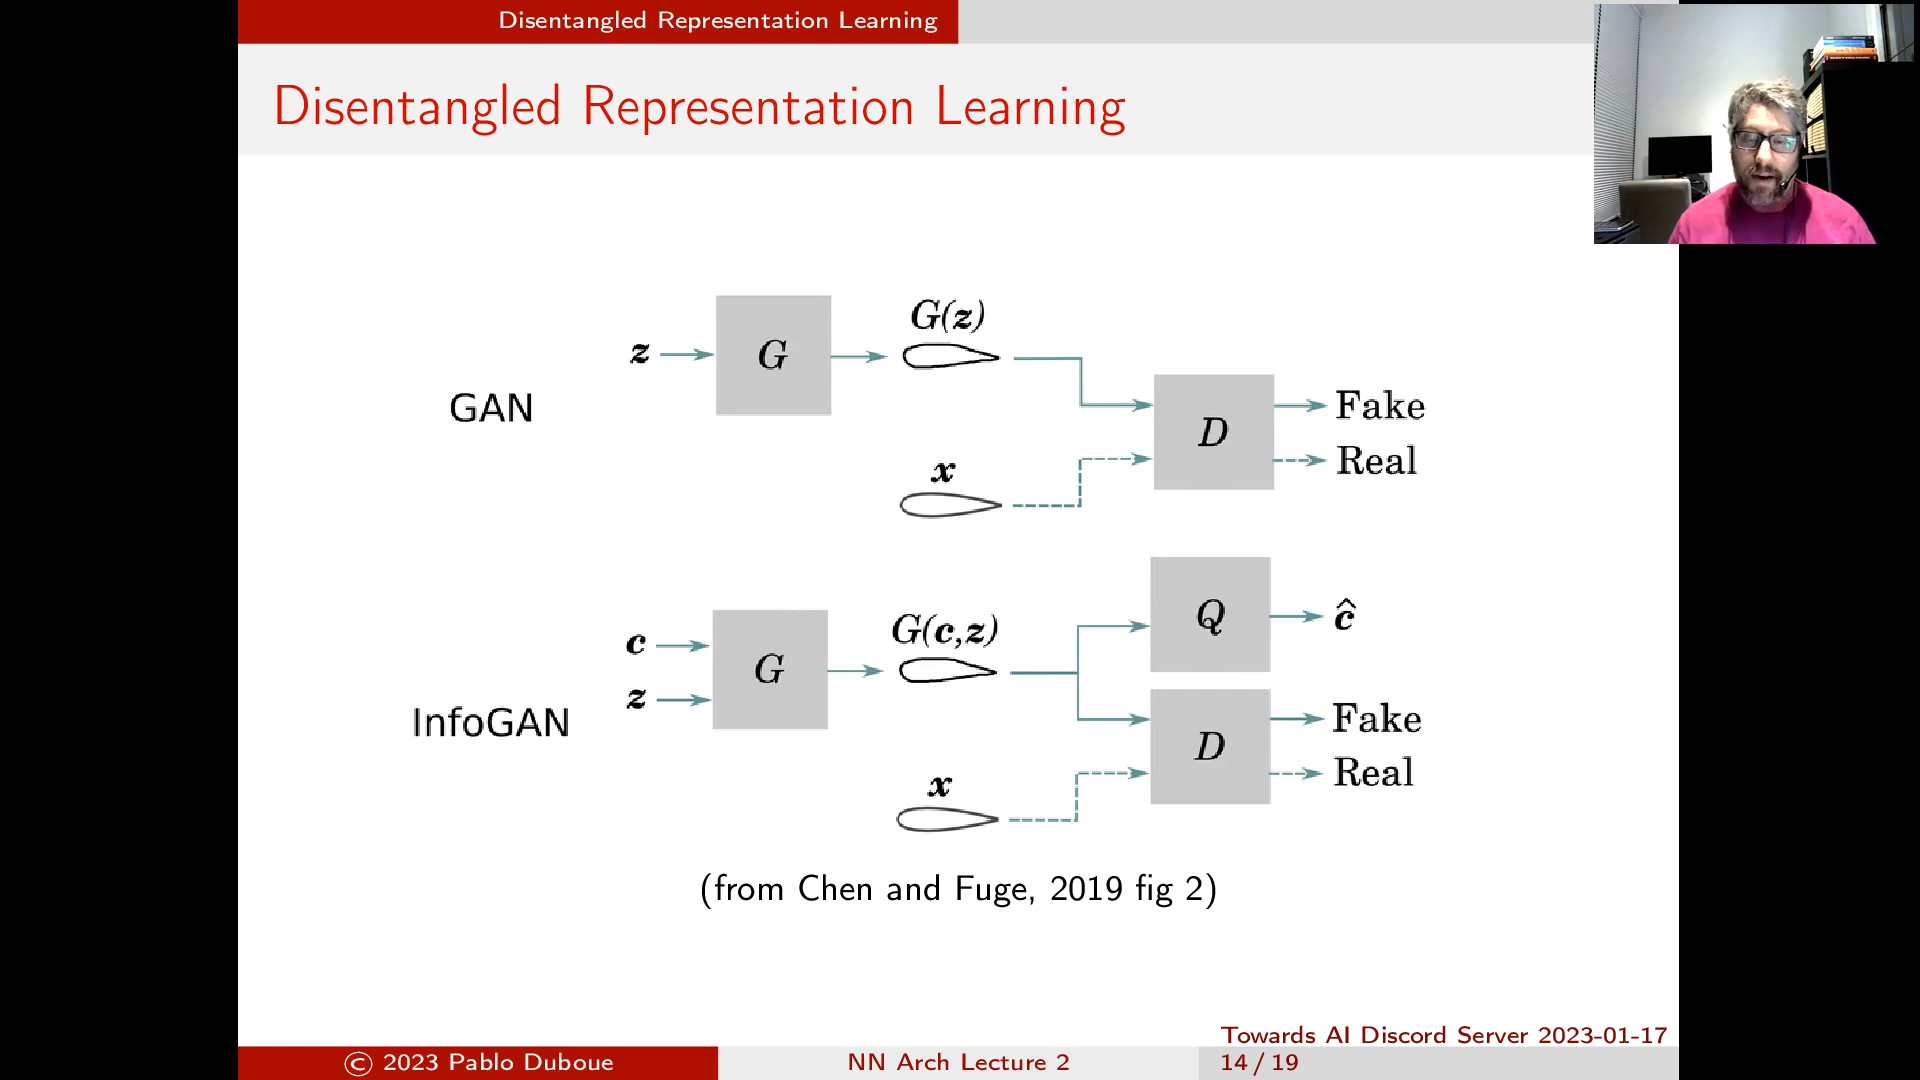 Disentangled Representation Learning
Disentangled Representation Learning
GAN
z
G
G(z)
x
D
Fake
Real
InfoGAN
c
z
G
G(c,z)
x
Q
ĉ
D
Fake
Real
(from Chen and Fuge, 2019 fig 2)
Towards AI Discord Server 2023-01-17
© 2023 Pablo Duboue
NN Arch Lecture 2
14 / 19